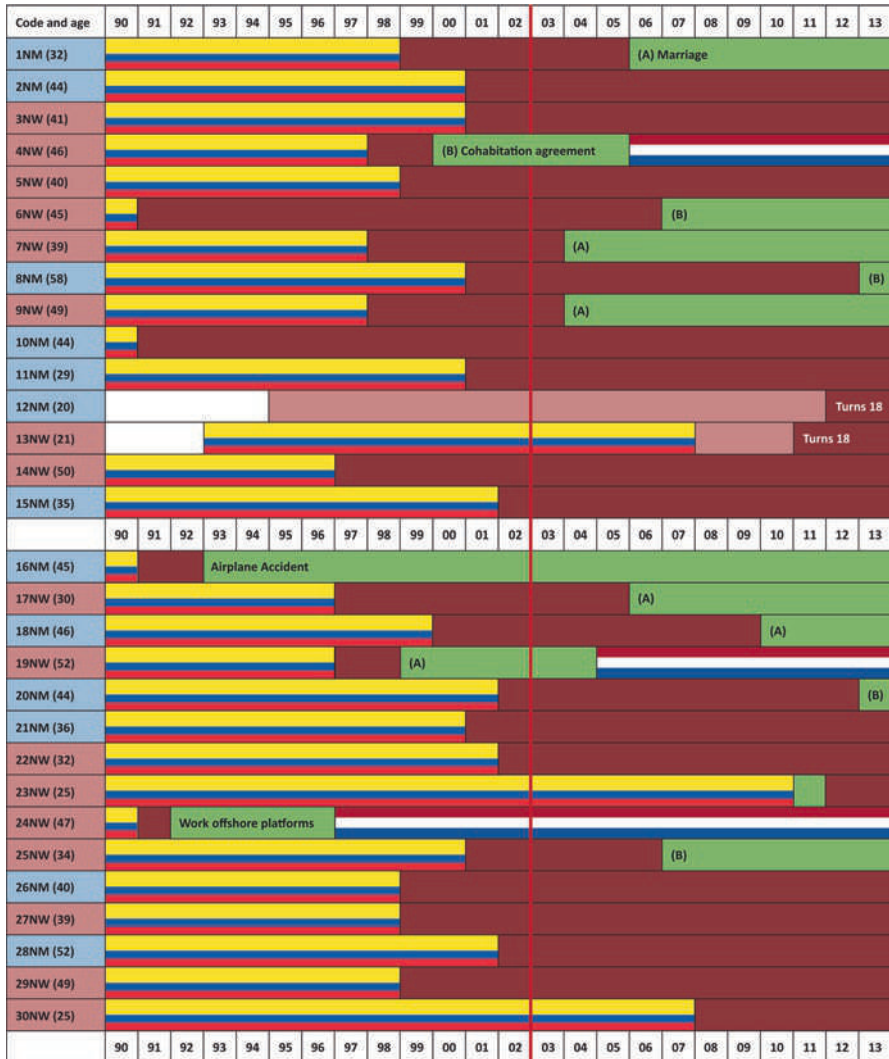 Code and age 90 91 92 93 94 95 96 97 98 99 00 01 02 03 04 05 06 07 08 09 10 11 12 13
1NM (32) (A) Marriage
2NM (44)
3NW (41)
4NW (46) (B) Cohabitation agreement
5NW (40)
6NW (45) (B)
7NW (39) (A)
8NM (58) (B)
9NW (49) (A)
10NM (44)
11NM (29)
12NM (20) Turns 18
13NW (21) Turns 18
14NW (50)
15NM (35)
90 91 92 93 94 95 96 97 98 99 00 01 02 03 04 05 06 07 08 09 10 11 12 13
16NM (45) Airplane Accident
17NW (30) (A)
18NM (46) (A)
19NW (52) (A)
20NM (44) (B)
21NM (36)
22NW (32)
23NW (25)
24NW (47) Work offshore platforms
25NW (34) (B)
26NM (40)
27NW (39)
28NM (52)
29NW (49)
30NW (25)
90 91 92 93 94 95 96 97 98 99 00 01 02 03 04 05 06 07 08 09 10 11 12 13